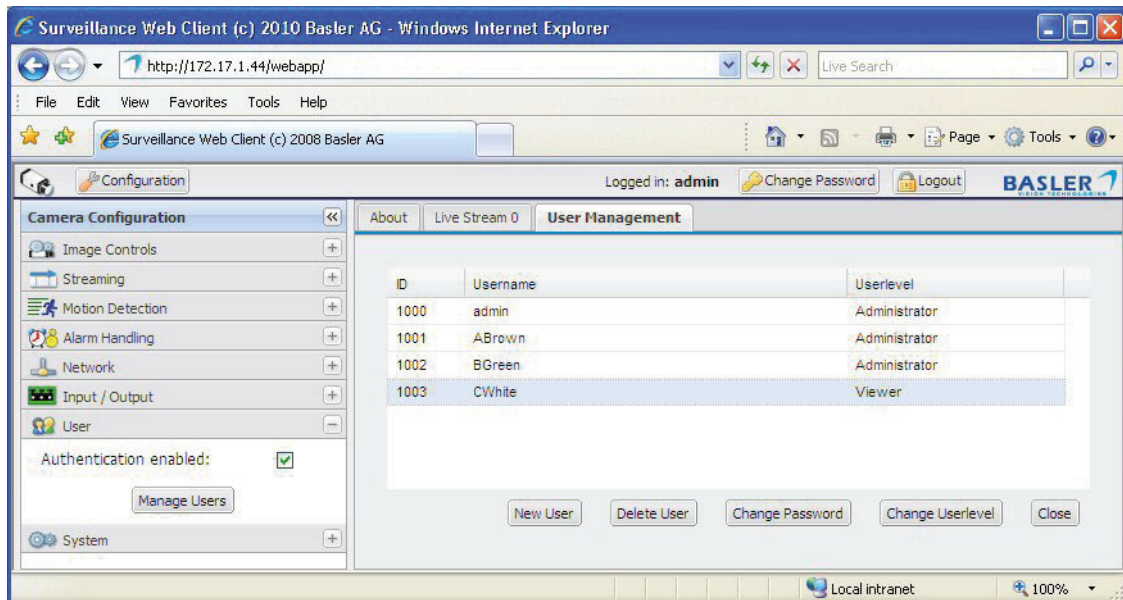 Surveillance Web Client (c) 2010 Basler AG - Windows Internet Explorer
http://172.17.1.44/webapp/
Live Search
File Edit View Favorites Tools Help
Surveillance Web Client (c) 2008 Basler AG
Page Tools
Configuration
Logged in: admin
Change Password
Logout
BASLER
VISION TECHNOLOGIES
Camera Configuration
About
Live Stream 0
User Management
Image Controls
Streaming
Motion Detection
Alarm Handling
Network
Input / Output
User
Authentication enabled:
Manage Users
System
ID Username Userlevel
1000 admin Administrator
1001 ABrown Administrator
1002 BGreen Administrator
1003 CWhite Viewer
New User
Delete User
Change Password
Change Userlevel
Close
Local intranet
100%